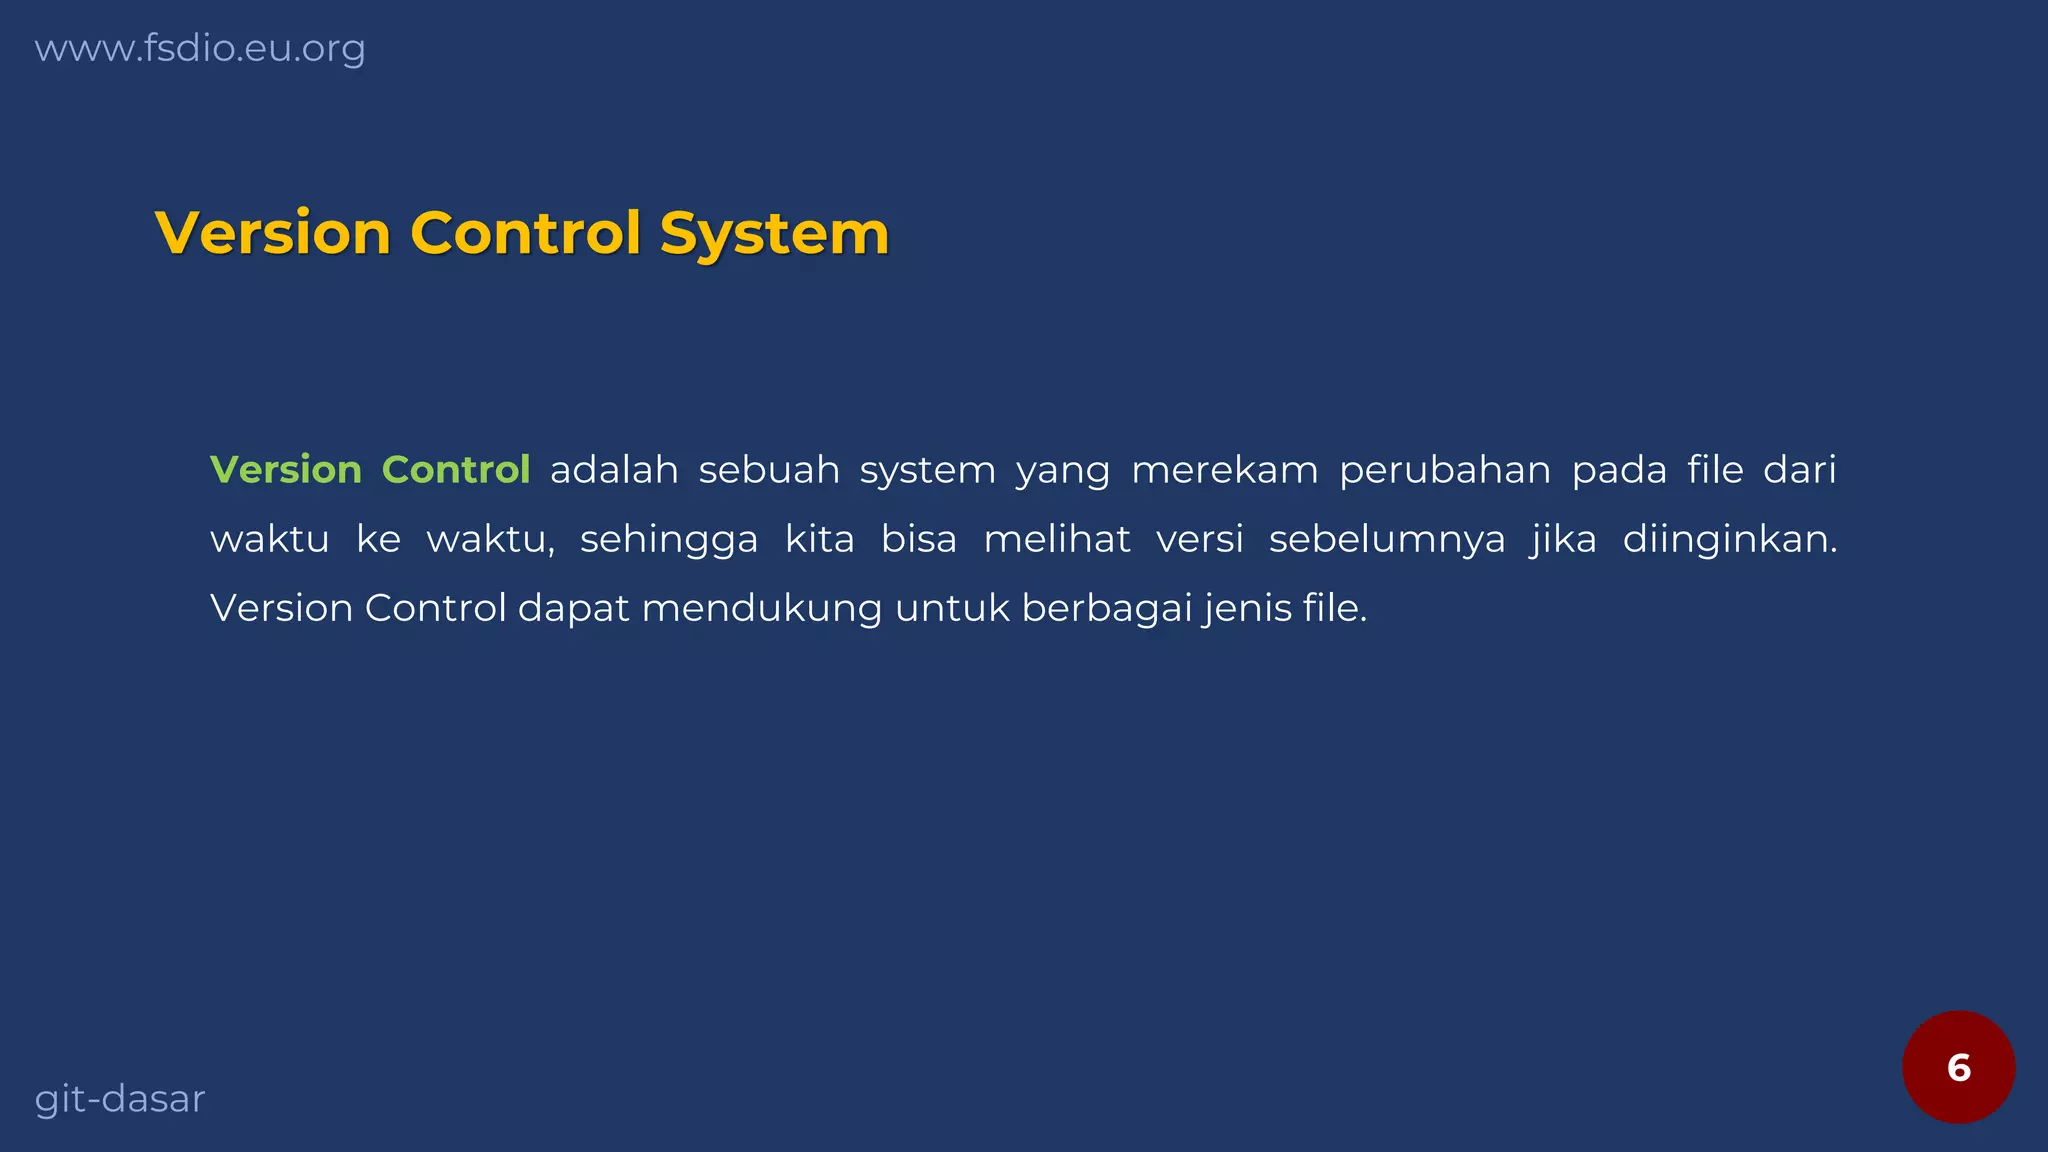 www.fsdio.eu.org
Version Control System
Version Control adalah sebuah system yang merekam perubahan pada file dari
waktu ke waktu, sehingga kita bisa melihat versi sebelumnya jika diinginkan.
Version Control dapat mendukung untuk berbagai jenis file.
6
git-dasar